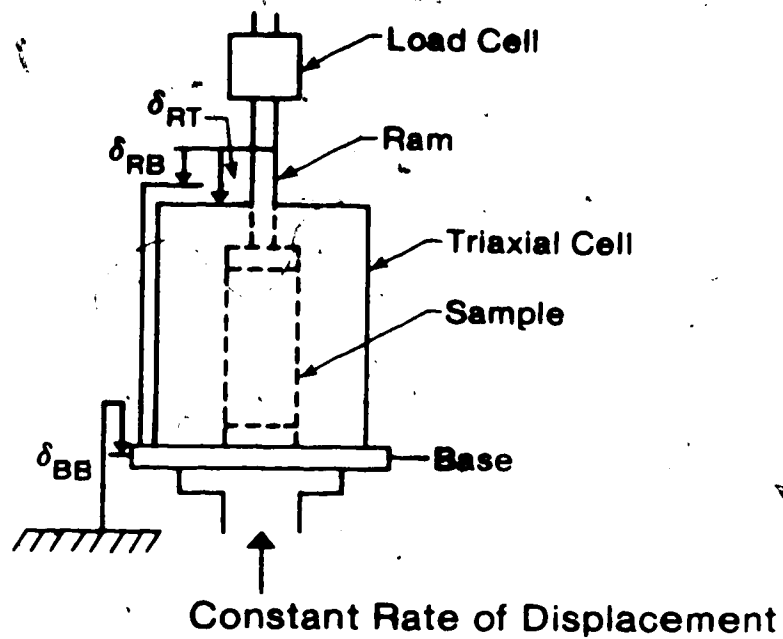 Load Cell
δRT
δRB
Ram
Triaxial Cell
Sample
δBB
Base
Constant Rate of Displacement